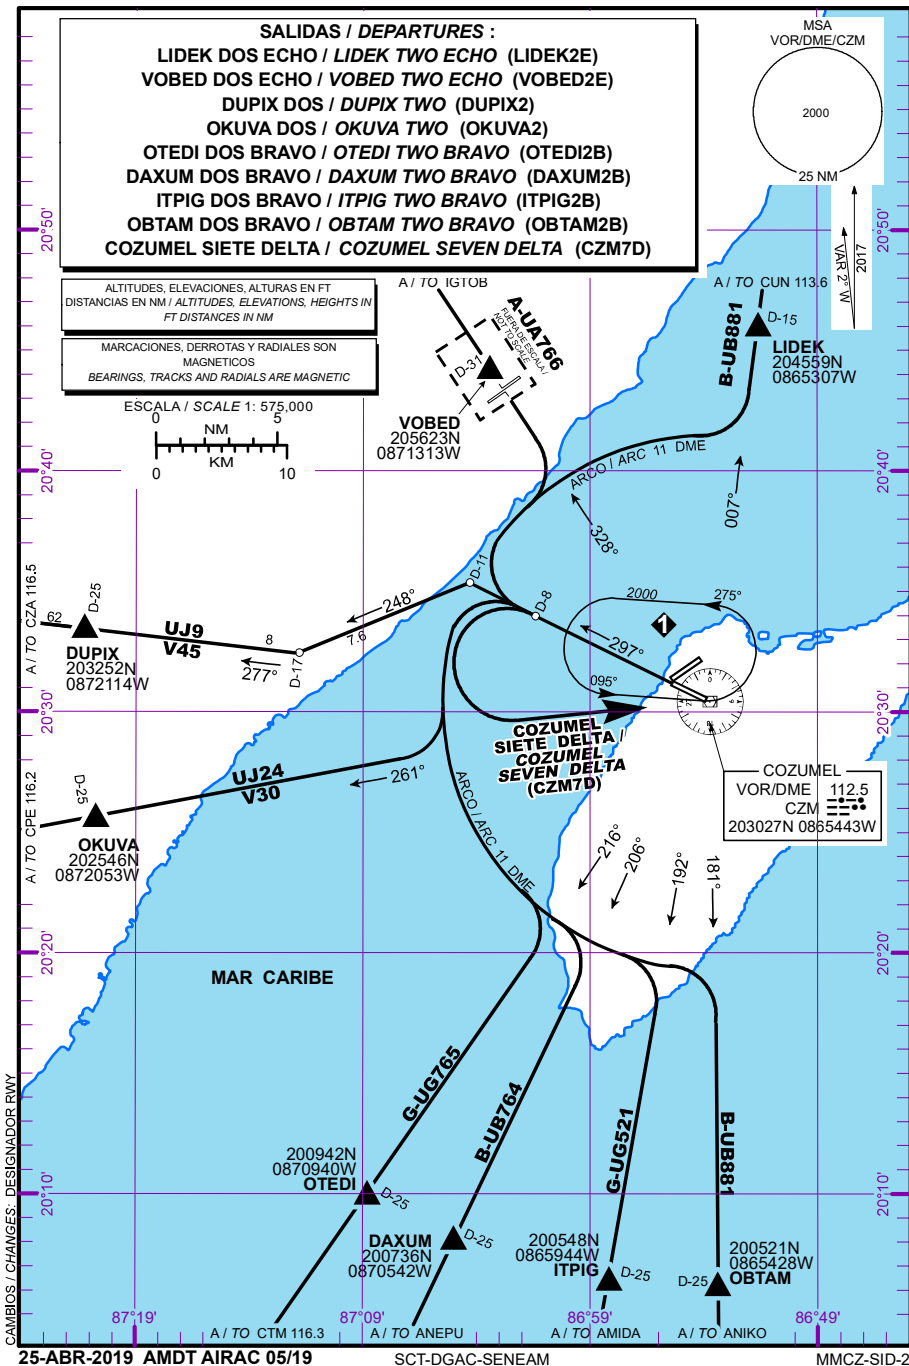 SALIDAS / DEPARTURES :
LIDEK DOS ECHO / LIDEK TWO ECHO (LIDEK2E)
VOBED DOS ECHO / VOBED TWO ECHO (VOBED2E)
DUPIX DOS / DUPIX TWO (DUPIX2)
OKUVA DOS / OKUVA TWO (OKUVA2)
OTEDI DOS BRAVO / OTEDI TWO BRAVO (OTEDI2B)
DAXUM DOS BRAVO / DAXUM TWO BRAVO (DAXUM2B)
ITPIG DOS BRAVO / ITPIG TWO BRAVO (ITPIG2B)
OBTAM DOS BRAVO / OBTAM TWO BRAVO (OBTAM2B)
COZUMEL SIETE DELTA / COZUMEL SEVEN DELTA (CZM7D)
MSA
VOR/DME/CZM
2000
25 NM
VAR 2° W
2017
20°50'
20°50'
ALTITUDES, ELEVACIONES, ALTURAS EN FT
DISTANCIAS EN NM / ALTITUDES, ELEVATIONS, HEIGHTS IN
FT DISTANCES IN NM
MARCACIONES, DERROTAS Y RADIALES SON
MAGNETICOS
BEARINGS, TRACKS AND RADIALS ARE MAGNETIC
ESCALA / SCALE 1: 575,000
0 5
NM
KM
0 10
A / TO IGTOB
A-UA766
FUERA DE ESCALA /
NOT TO SCALE
D-31
VOBED
205623N
0871313W
A / TO CUN 113.6
B-UB881
D-15
LIDEK
204559N
0865307W
20°40'
20°40'
ARCO / ARC 11 DME
007°
328°
D-11
D-8
2000
275°
1
297°
095°
248°
7.6
A / TO CZA 116.5
62
D-25
UJ9
V45
8
277°
D-17
DUPIX
203252N
0872114W
20°30'
20°30'
COZUMEL
SIETE DELTA /
COZUMEL
SEVEN DELTA
(CZM7D)
UJ24
V30
261°
A / TO CPE 116.2
D-25
OKUVA
202546N
0872053W
ARCO / ARC 11 DME
COZUMEL
VOR/DME 112.5
CZM
203027N 0865443W
216°
206°
192°
181°
20°20'
20°20'
MAR CARIBE
G-UG765
B-UB764
G-UG521
B-UB881
20°10'
20°10'
200942N
0870940W
OTEDI
D-25
DAXUM
200736N
0870542W
D-25
200548N
0865944W
ITPIG
D-25
200521N
0865428W
OBTAM
D-25
87°19'
87°09'
86°59'
86°49'
A / TO CTM 116.3
A / TO ANEPU
A / TO AMIDA
A / TO ANIKO
CAMBIOS / CHANGES: DESIGNADOR RWY
25-ABR-2019 AMDT AIRAC 05/19
SCT-DGAC-SENEAM
MMCZ-SID-2